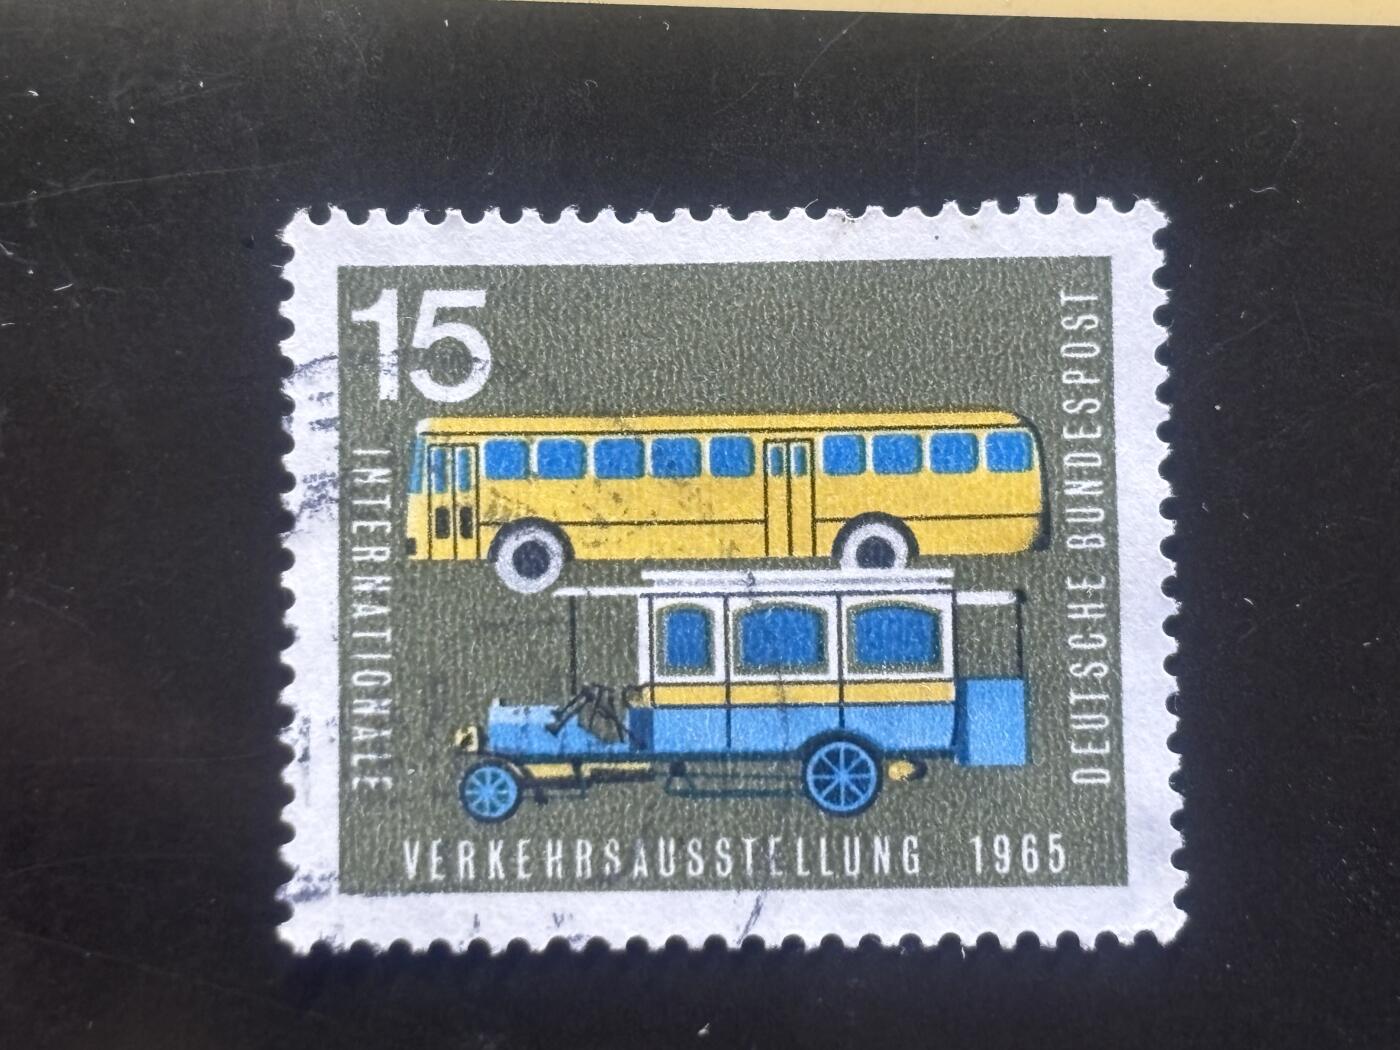 15
INTERNATIONALE
VERKEHRSAUSSTELLUNG 1965
DEUTSCHE BUNDESPOST